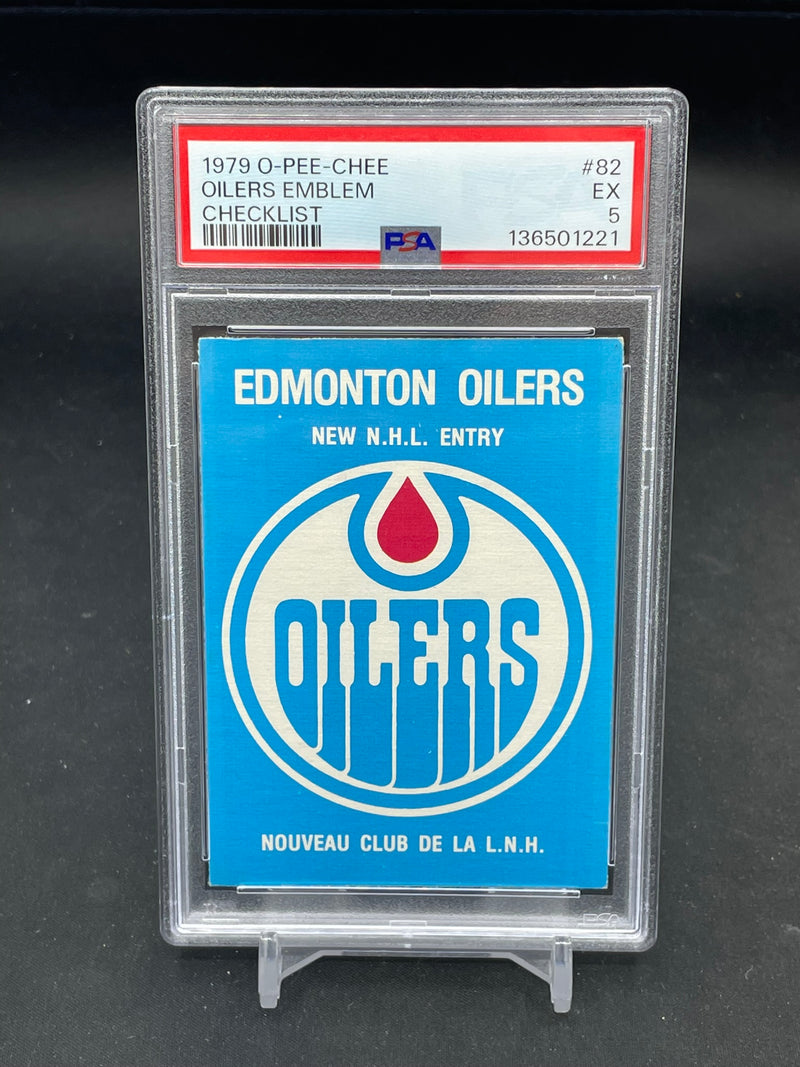 1979 O-PEE-CHEE #82
OILERS EMBLEM EX
CHECKLIST 5
PSA 136501221
EDMONTON OILERS
NEW N.H.L. ENTRY
OILERS
NOUVEAU CLUB DE LA L.N.H.
PSA